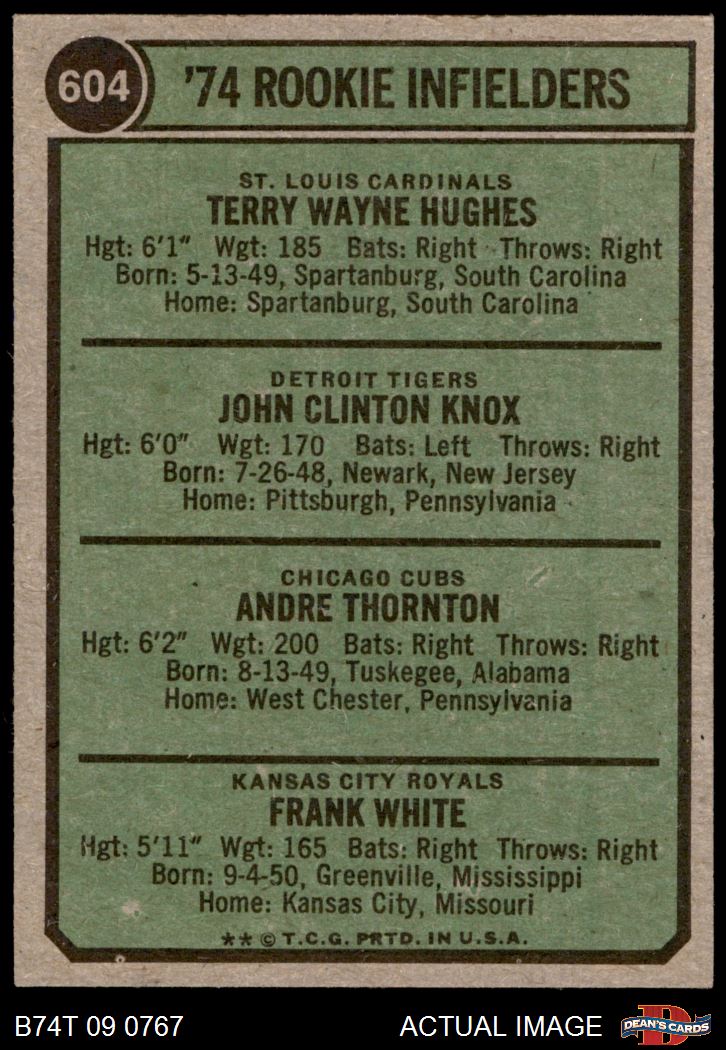 604
'74 ROOKIE INFIELDERS
ST. LOUIS CARDINALS
TERRY WAYNE HUGHES
Hgt: 6'1" Wgt: 185 Bats: Right Throws: Right
Born: 5-13-49, Spartanburg, South Carolina
Home: Spartanburg, South Carolina
DETROIT TIGERS
JOHN CLINTON KNOX
Hgt: 6'0" Wgt: 170 Bats: Left Throws: Right
Born: 7-26-48, Newark, New Jersey
Home: Pittsburgh, Pennsylvania
CHICAGO CUBS
ANDRE THORNTON
Hgt: 6'2" Wgt: 200 Bats: Right Throws: Right
Born: 8-13-49, Tuskegee, Alabama
Home: West Chester, Pennsylvania
KANSAS CITY ROYALS
FRANK WHITE
Hgt: 5'11" Wgt: 165 Bats: Right Throws: Right
Born: 9-4-50, Greenville, Mississippi
Home: Kansas City, Missouri
** © T.C.G. PRTD. IN U.S.A.
B74T 09 0767
ACTUAL IMAGE
D
DEAN'S CARDS